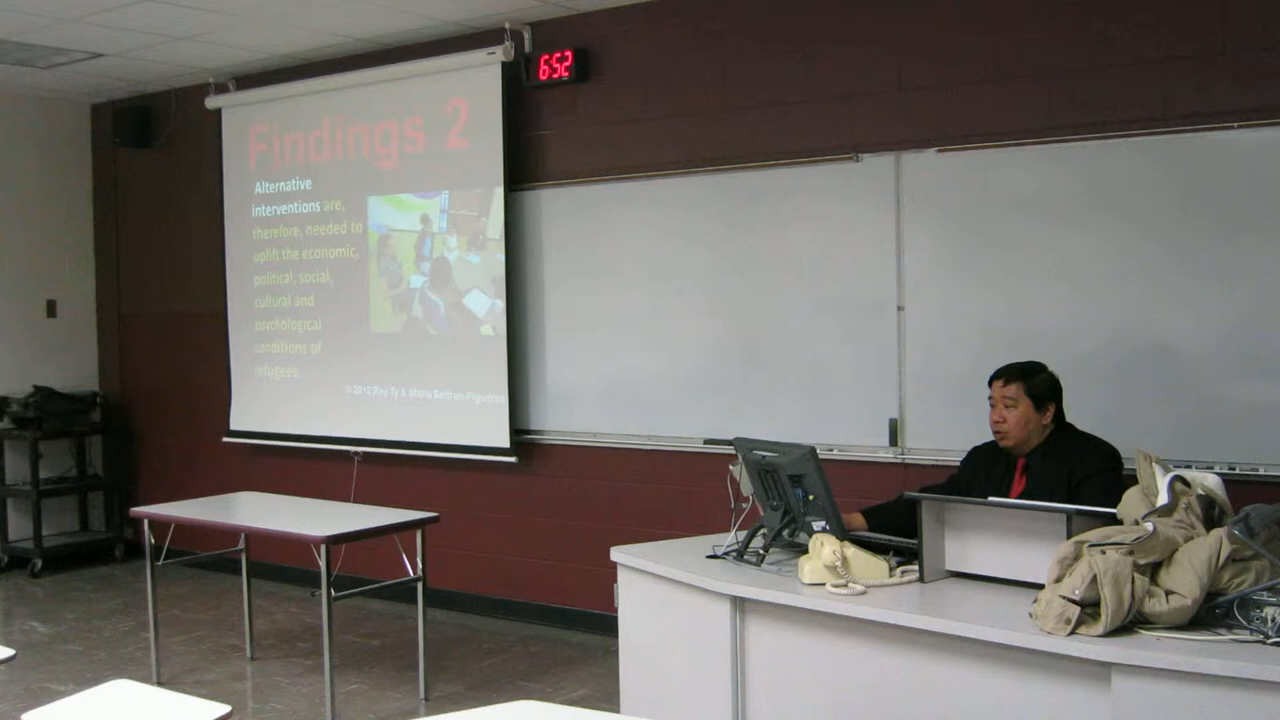 6:52
Findings 2
Alternative
interventions are,
therefore, needed to
uplift the economic,
political, social,
cultural and
psychological
conditions of
refugees.
© 2012 Rey Ty & Maria Beltran-Figueroa